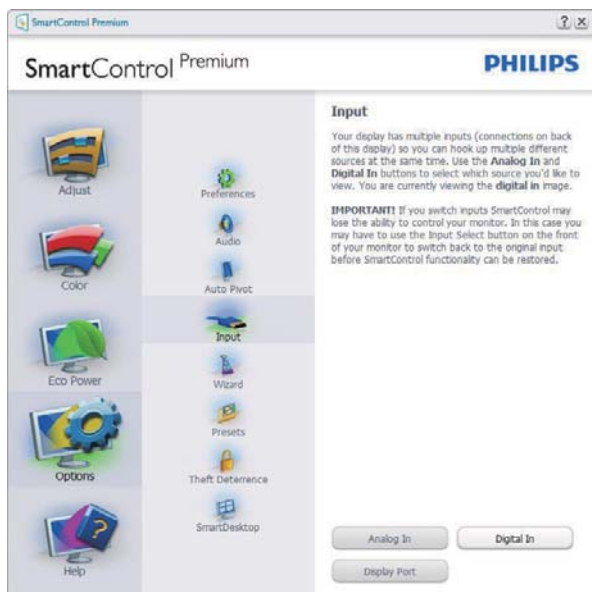 SmartControl Premium
? x
SmartControl Premium
PHILIPS
Adjust
Color
Eco Power
Options
Help
Preferences
Audio
Auto Pivot
Input
Wizard
Presets
Theft Deterrence
SmartDesktop
Input
Your display has multiple inputs (connections on back
of this display) so you can hook up multiple different
sources at the same time. Use the Analog In and
Digital In buttons to select which source you'd like to
view. You are currently viewing the digital in image.
IMPORTANT! If you switch inputs SmartControl may
lose the ability to control your monitor. In this case you
may have to use the Input Select button on the front
of your monitor to switch back to the original input
before SmartControl functionality can be restored.
Analog In
Digital In
Display Port